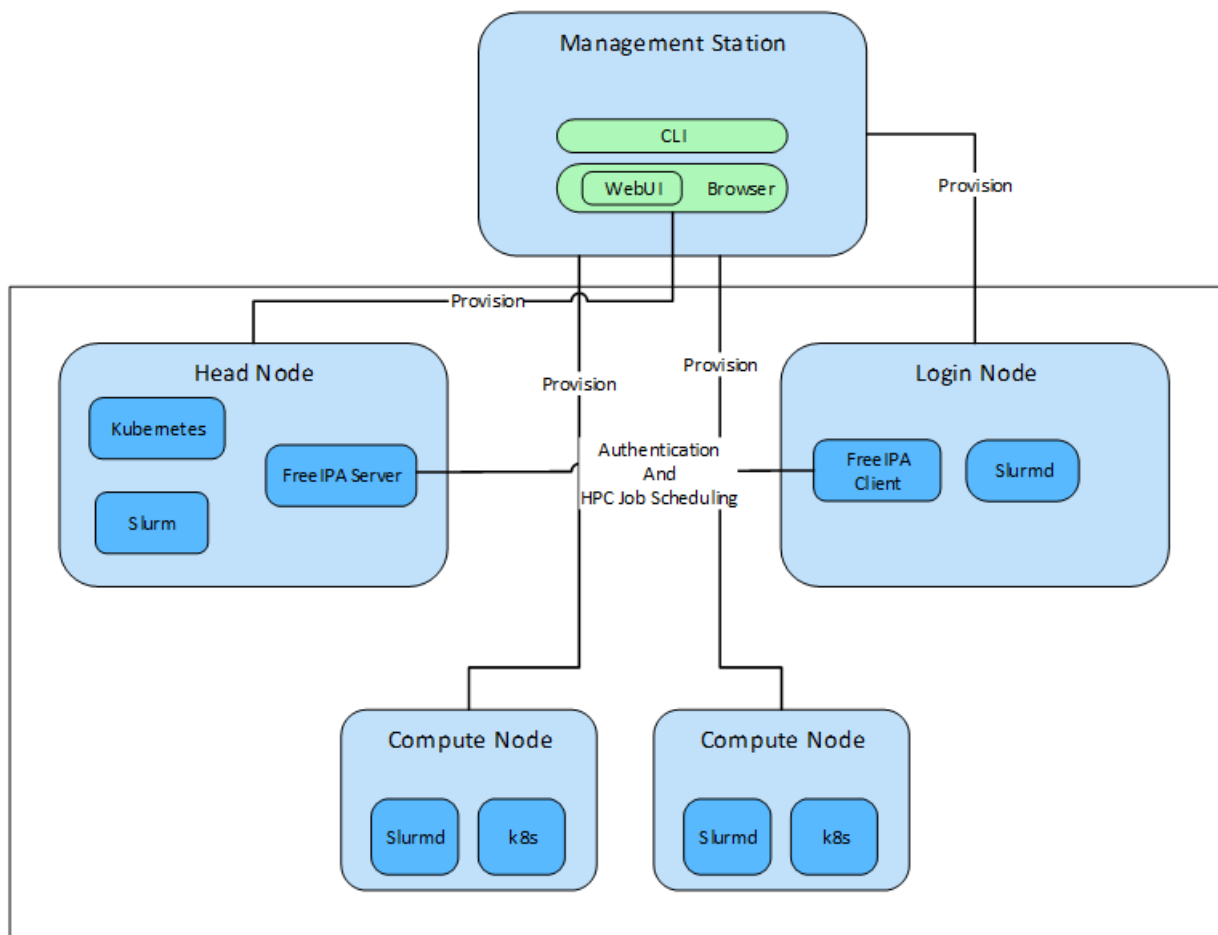 Management Station
CLI
WebUI
Browser
Provision
Provision
Head Node
Kubernetes
FreeIPA Server
Slurm
Provision
Provision
Authentication
And
HPC Job Scheduling
Login Node
FreeIPA
Client
Slurmd
Compute Node
Slurmd
k8s
Compute Node
Slurmd
k8s